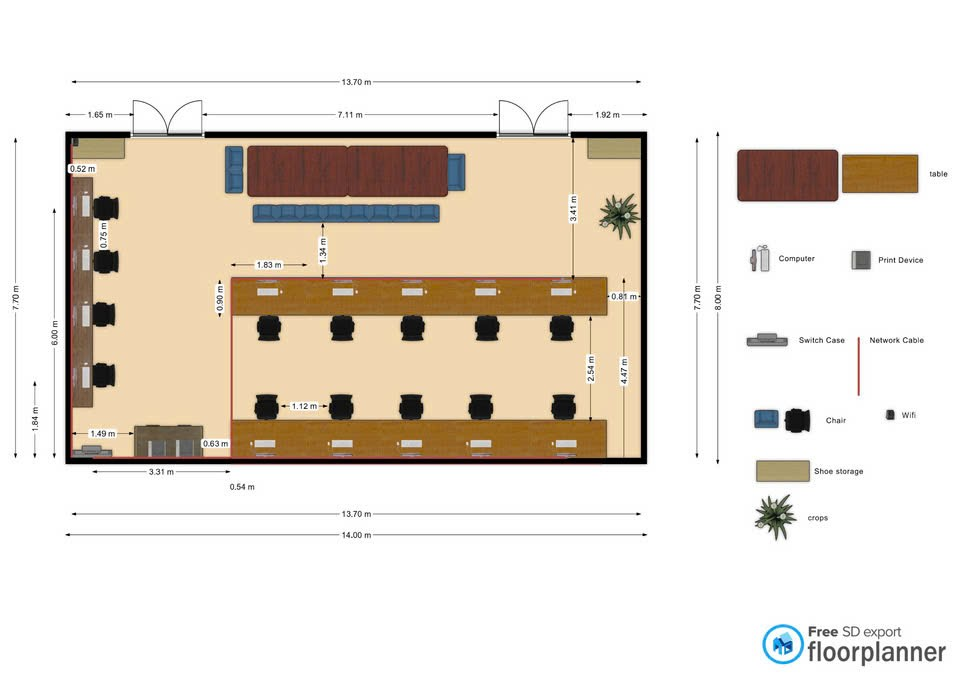 13.70 m
1.65 m
7.11 m
1.92 m
0.52 m
table
0.75 m
3.41 m
1.34 m
Computer
Print Device
1.83 m
0.90 m
0.81 m
7.70 m
7.70 m
8.00 m
6.00 m
Switch Case
Network Cable
2.54 m
4.47 m
1.12 m
Chair
Wifi
1.84 m
1.49 m
0.63 m
3.31 m
Shoe storage
0.54 m
13.70 m
crops
14.00 m
Free SD export
floorplanner